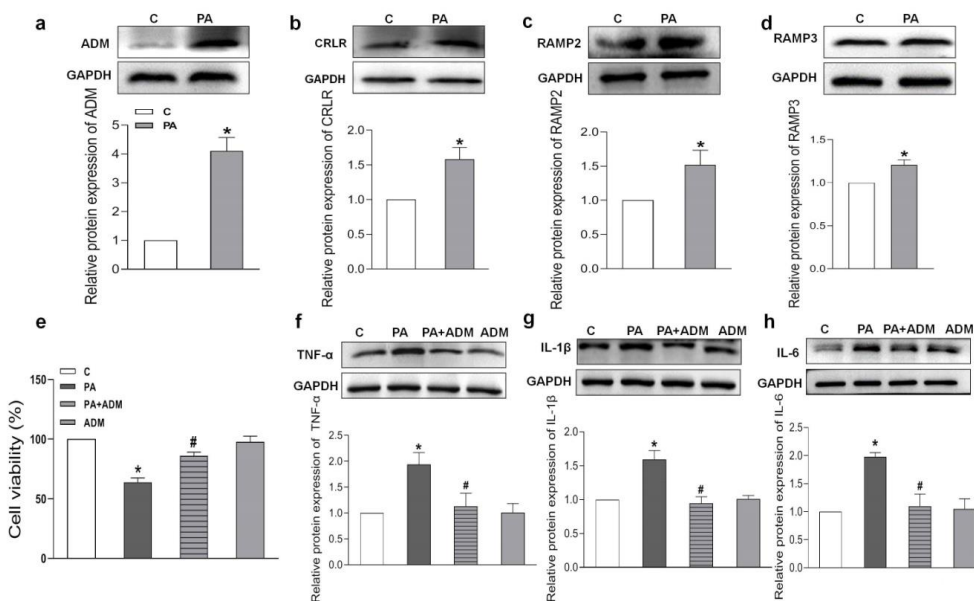 a
C PA
ADM
GAPDH
Relative protein expression of ADM
5
4
3
2
1
0
C
PA
*
b
C PA
CRLR
GAPDH
Relative protein expression of CRLR
2.0
1.5
1.0
0.5
0.0
*
c
C PA
RAMP2
GAPDH
Relative protein expression of RAMP2
2.0
1.5
1.0
0.5
0.0
*
d
C PA
RAMP3
GAPDH
Relative protein expression of RAMP3
1.5
1.0
0.5
0.0
*
e
C
PA
PA+ADM
ADM
Cell viability (%)
150
100
50
0
*
#
f
C PA PA+ADM ADM
TNF-α
GAPDH
Relative protein expression of TNF-α
2.5
2.0
1.5
1.0
0.5
0.0
*
#
g
C PA PA+ADM ADM
IL-1β
GAPDH
Relative protein expression of IL-1β
2.0
1.5
1.0
0.5
0.0
*
#
h
C PA PA+ADM ADM
IL-6
GAPDH
Relative protein expression of IL-6
2.5
2.0
1.5
1.0
0.5
0.0
*
#